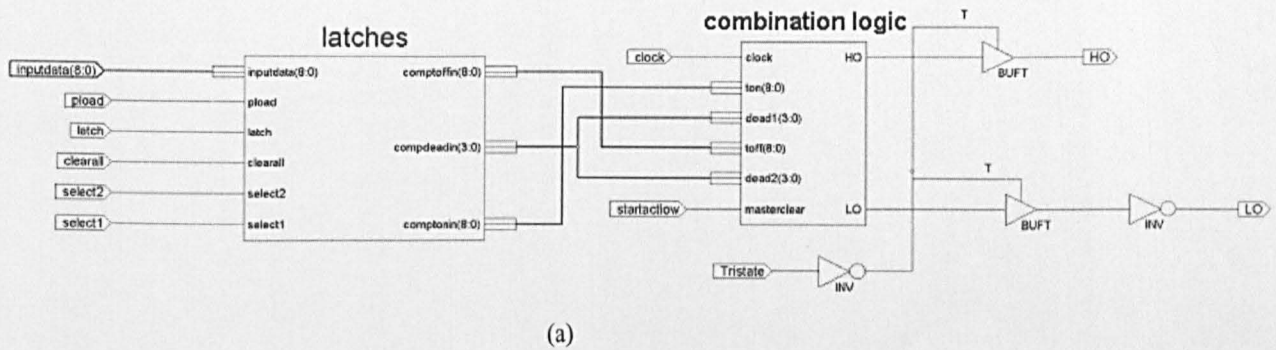 latches
combination logic
T
inputdata(8:0)
pload
latch
clearall
select2
select1
inputdata(8:0)
pload
latch
clearall
select2
select1
comptoffin(8:0)
compdeadin(3:0)
comptonin(8:0)
clock
startactlow
clock
ton(8:0)
dead1(3:0)
toff(8:0)
dead2(3:0)
masterclear
HO
LO
BUFT
HO
T
BUFT
INV
LO
Tristate
INV
(a)